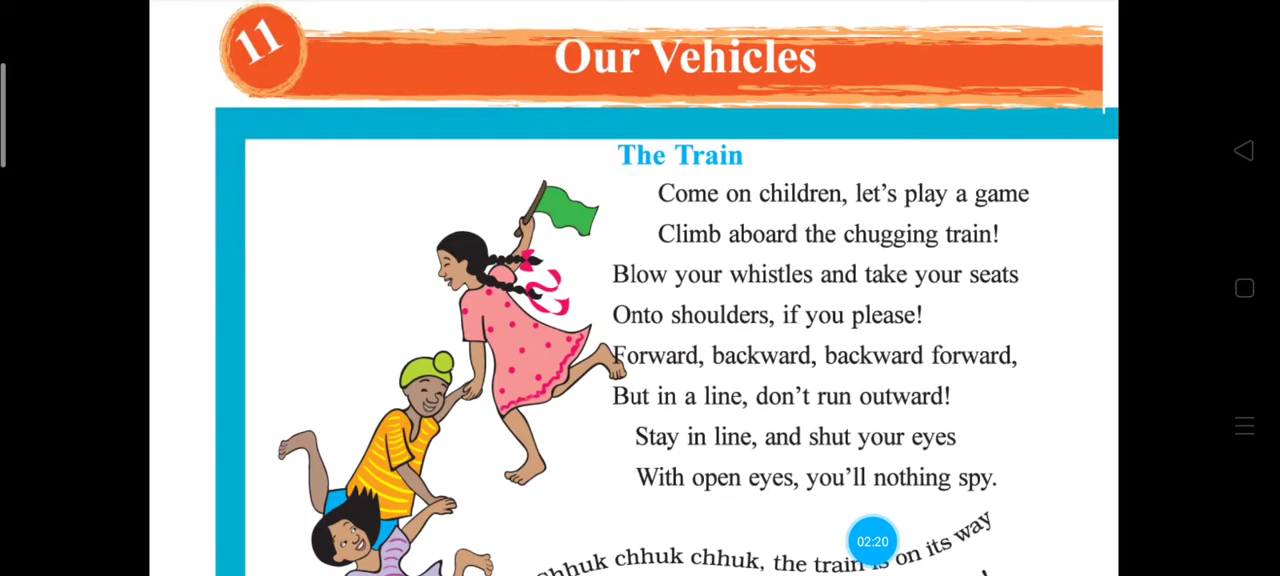 11
Our Vehicles
The Train
Come on children, let's play a game
Climb aboard the chugging train!
Blow your whistles and take your seats
Onto shoulders, if you please!
Forward, backward, backward forward,
But in a line, don't run outward!
Stay in line, and shut your eyes
With open eyes, you'll nothing spy.
chhuk chhuk, the train is on its way
02:20